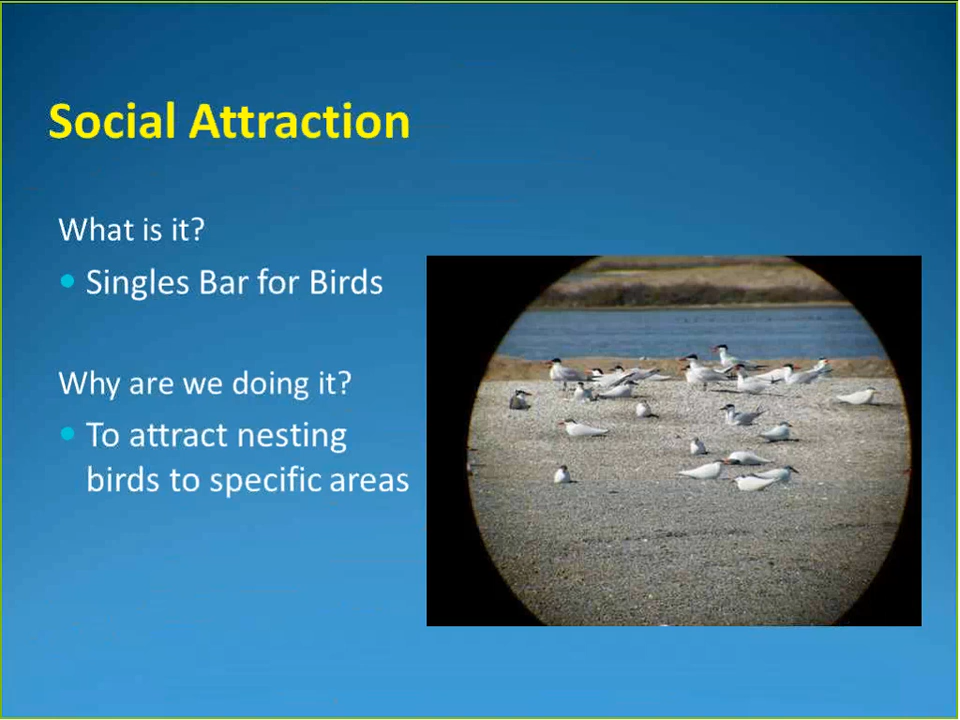 Social Attraction
What is it?
Singles Bar for Birds
Why are we doing it?
To attract nesting
birds to specific areas